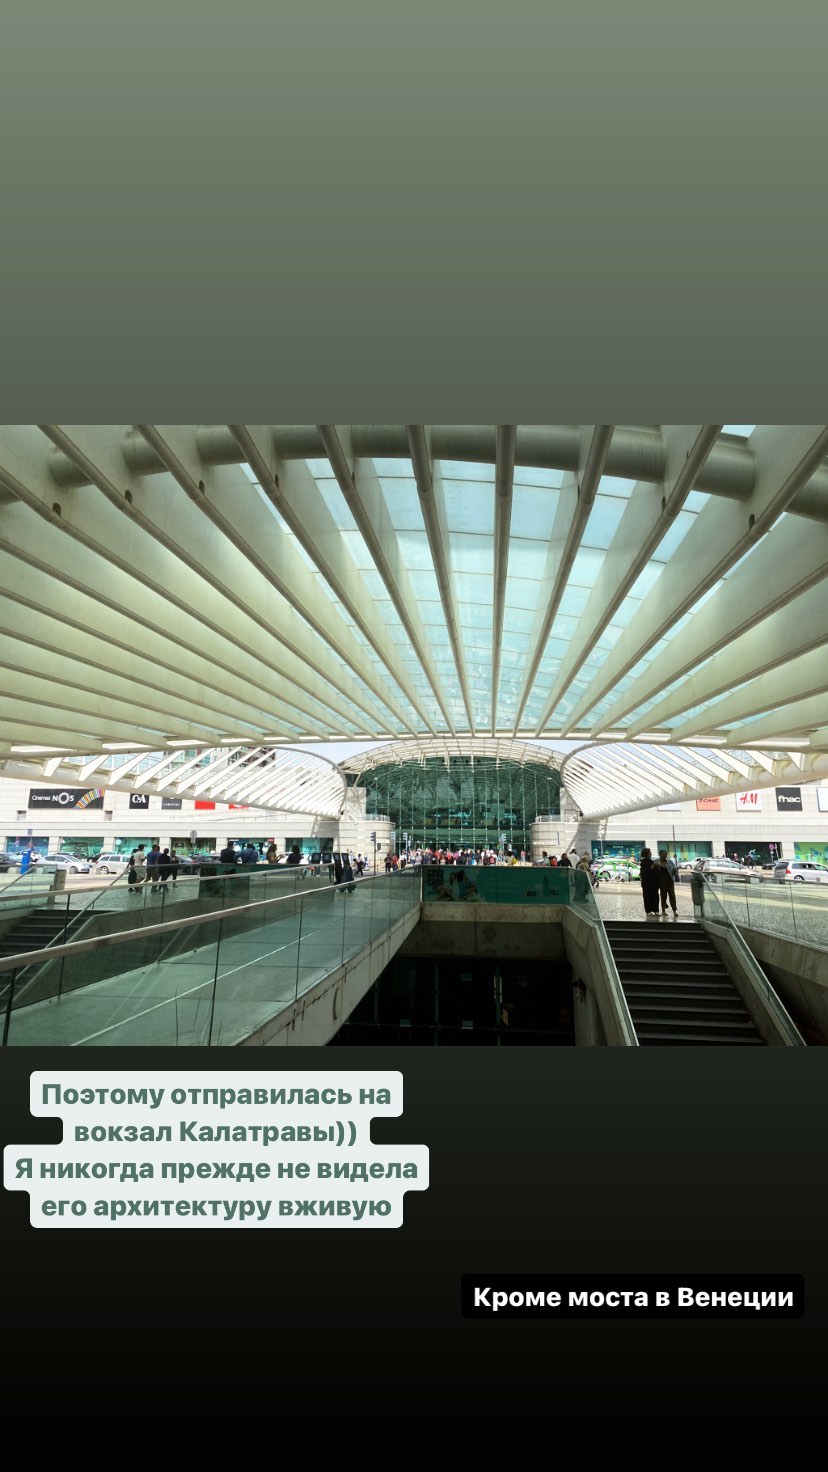 Cinemas NOS
C&A
ZONE
H&M
fnac
Поэтому отправилась на
вокзал Калатравы))
Я никогда прежде не видела
его архитектуру вживую
Кроме моста в Венеции